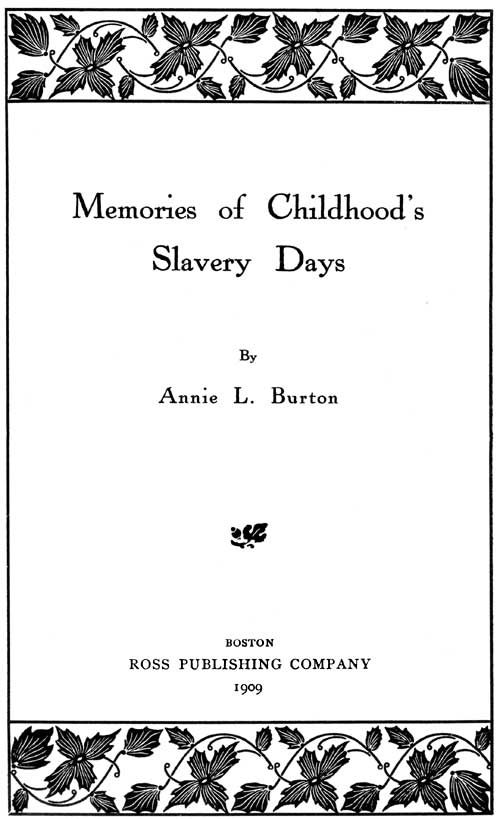 Memories of Childhood's
Slavery Days
By
Annie L. Burton
BOSTON
ROSS PUBLISHING COMPANY
1909